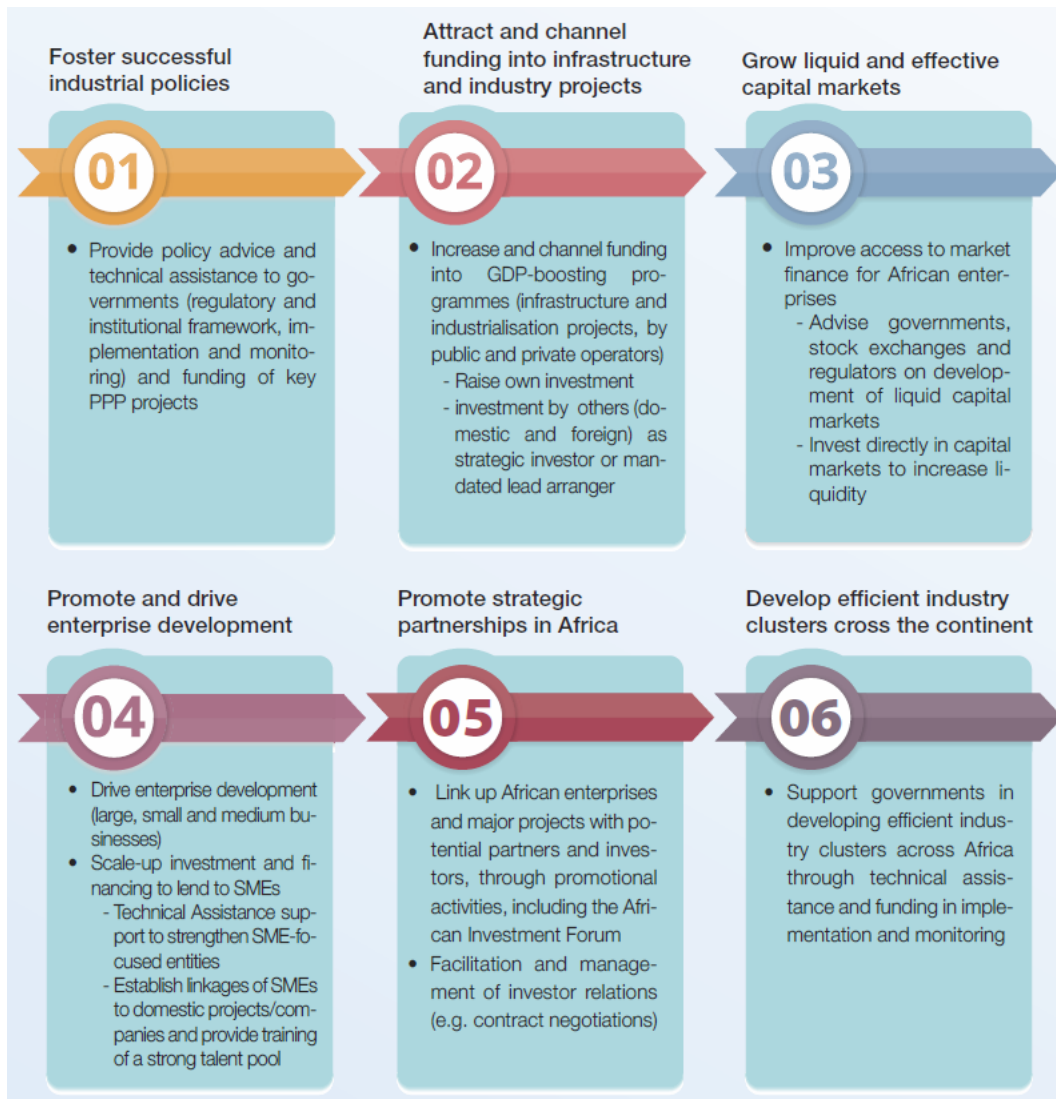 Foster successful
industrial policies
01
• Provide policy advice and
technical assistance to go-
vernments (regulatory and
institutional framework, im-
plementation and monito-
ring) and funding of key
PPP projects
Attract and channel
funding into infrastructure
and industry projects
02
• Increase and channel funding
into GDP-boosting pro-
grammes (infrastructure and
industrialisation projects, by
public and private operators)
- Raise own investment
- investment by others (do-
mestic and foreign) as
strategic investor or man-
dated lead arranger
Grow liquid and effective
capital markets
03
• Improve access to market
finance for African enter-
prises
- Advise governments,
stock exchanges and
regulators on develop-
ment of liquid capital
markets
- Invest directly in capital
markets to increase li-
quidity
Promote and drive
enterprise development
04
• Drive enterprise development
(large, small and medium bu-
sinesses)
• Scale-up investment and fi-
nancing to lend to SMEs
- Technical Assistance sup-
port to strengthen SME-fo-
cused entities
- Establish linkages of SMEs
to domestic projects/com-
panies and provide training
of a strong talent pool
Promote strategic
partnerships in Africa
05
• Link up African enterprises
and major projects with po-
tential partners and inves-
tors, through promotional
activities, including the Afri-
can Investment Forum
• Facilitation and manage-
ment of investor relations
(e.g. contract negotiations)
Develop efficient industry
clusters cross the continent
06
• Support governments in
developing efficient indus-
try clusters across Africa
through technical assis-
tance and funding in imple-
mentation and monitoring